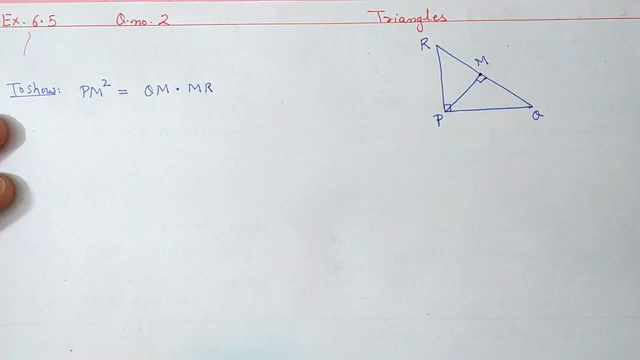 Ex. 6.5 Q.no. 2 Triangles
To show: PM² = QM · MR
R
M
P
Q